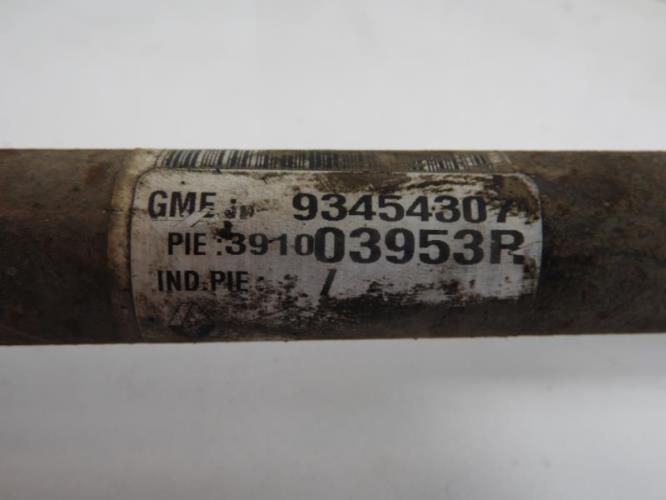 GME 93454307
PIE :391003953R
IND.PIE : /